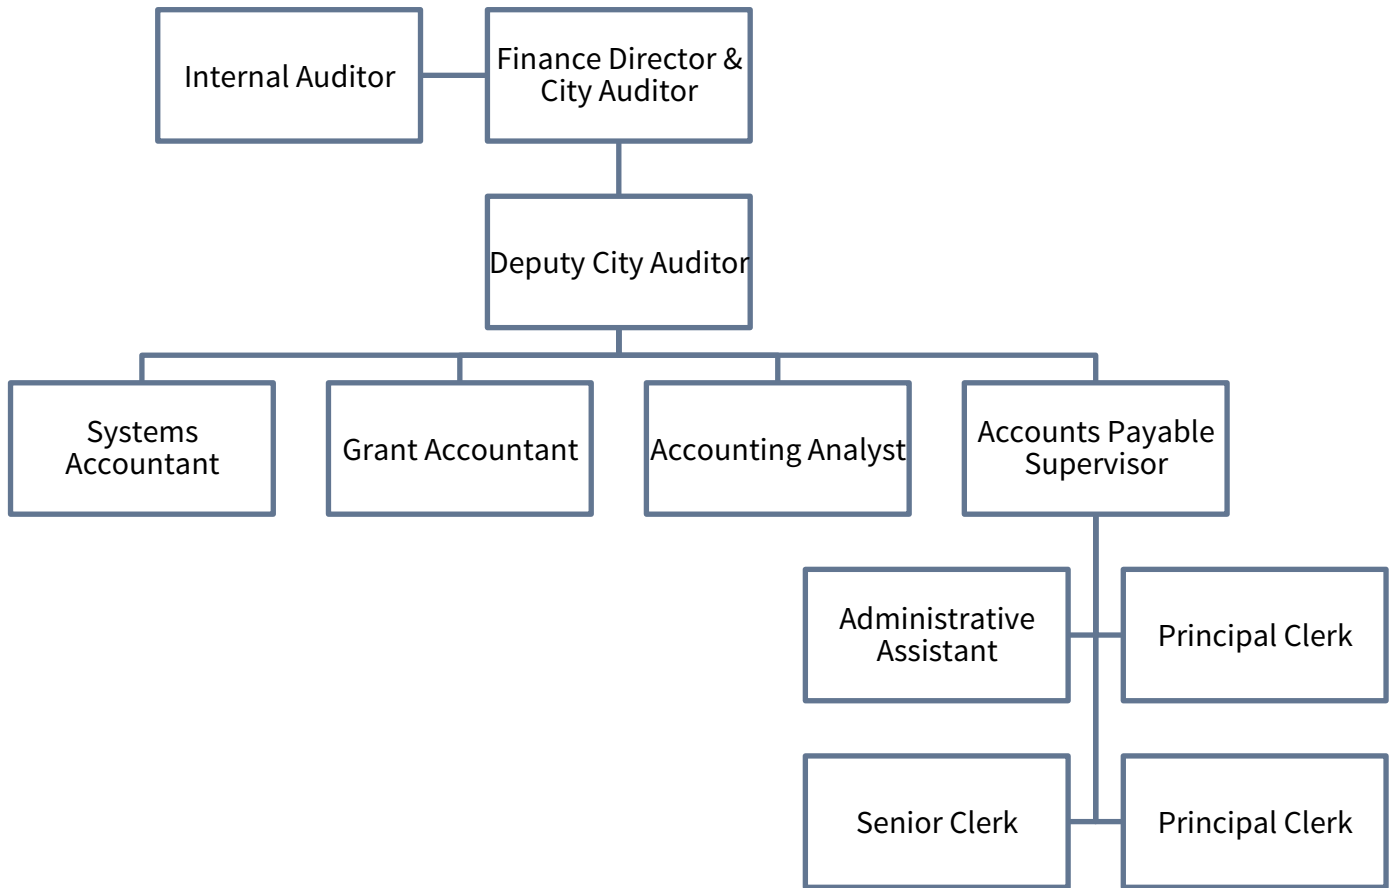 Internal Auditor
Finance Director &
City Auditor
Deputy City Auditor
Systems
Accountant
Grant Accountant
Accounting Analyst
Accounts Payable
Supervisor
Administrative
Assistant
Principal Clerk
Senior Clerk
Principal Clerk